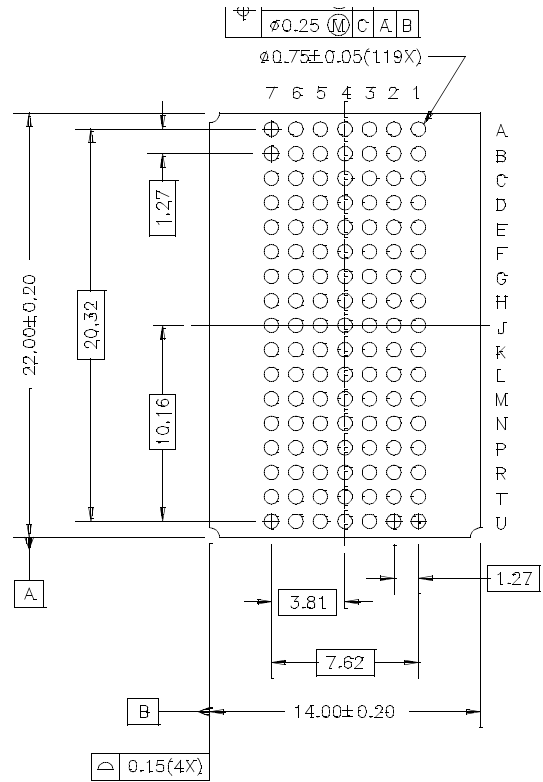 ⌀0.25 Ⓜ C A B
⌀0.75±0.05(119X)
7 6 5 4 3 2 1
A
B
C
D
E
F
G
H
J
K
L
M
N
P
R
T
U
1.27
22.00±0.20
20.32
10.16
A
1.27
3.81
7.62
B
14.00±0.20
0.15(4X)